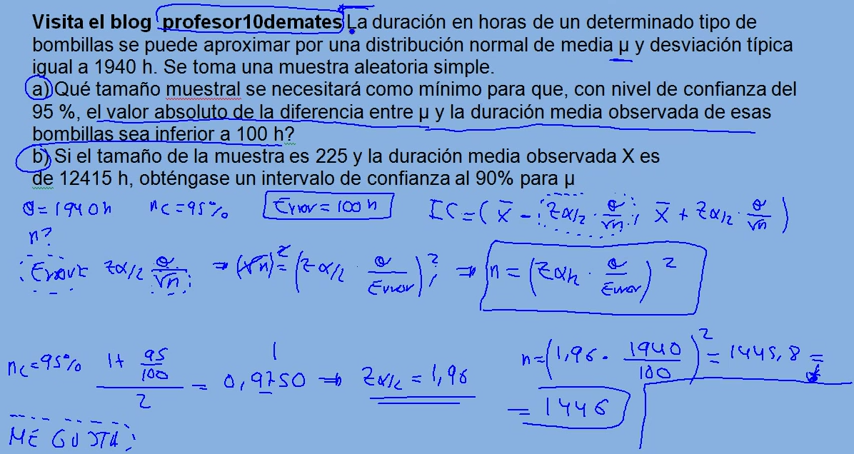 Visita el blog profesor10demates La duración en horas de un determinado tipo de
bombillas se puede aproximar por una distribución normal de media μ y desviación típica
igual a 1940 h. Se toma una muestra aleatoria simple.
a) Qué tamaño muestral se necesitará como mínimo para que, con nivel de confianza del
95 %, el valor absoluto de la diferencia entre μ y la duración media observada de esas
bombillas sea inferior a 100 h?
b) Si el tamaño de la muestra es 225 y la duración media observada X es
de 12415 h, obténgase un intervalo de confianza al 90% para μ
σ = 1940 h nc = 95% Error = 100 h IC = ( X̄ - Zα/2 · σ/√n ; X̄ + Zα/2 · σ/√n )
n?
Error = Zα/2 · σ/√n ⇒ (√n)² = (Zα/2 · σ/Error)² ; ⇒ n = (Zα/2 · σ/Error)²
nc = 95% (1 + 95/100)/2 = 0,9750 ⇒ Zα/2 = 1,96 n = (1,96 · 1940/100)² = 1445,8 =
= 1446
ME GUSTA